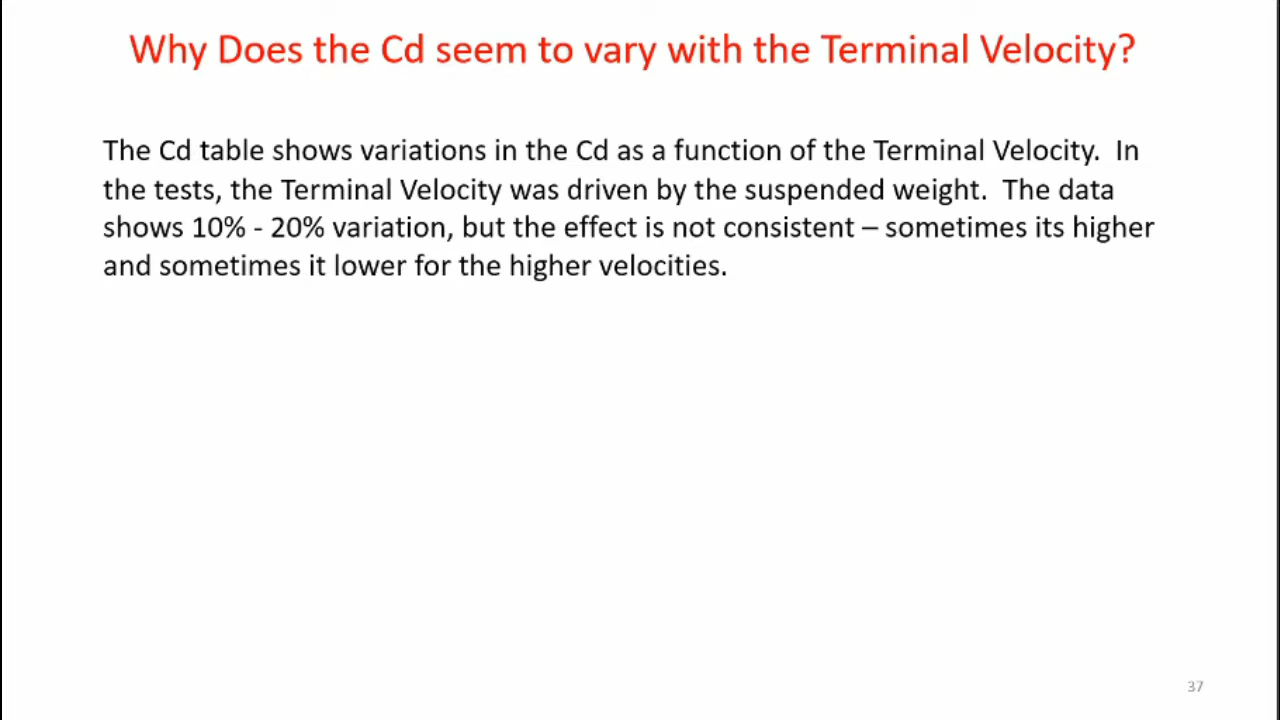 Why Does the Cd seem to vary with the Terminal Velocity?
The Cd table shows variations in the Cd as a function of the Terminal Velocity.  In
the tests, the Terminal Velocity was driven by the suspended weight.  The data
shows 10% - 20% variation, but the effect is not consistent – sometimes its higher
and sometimes it lower for the higher velocities.
37